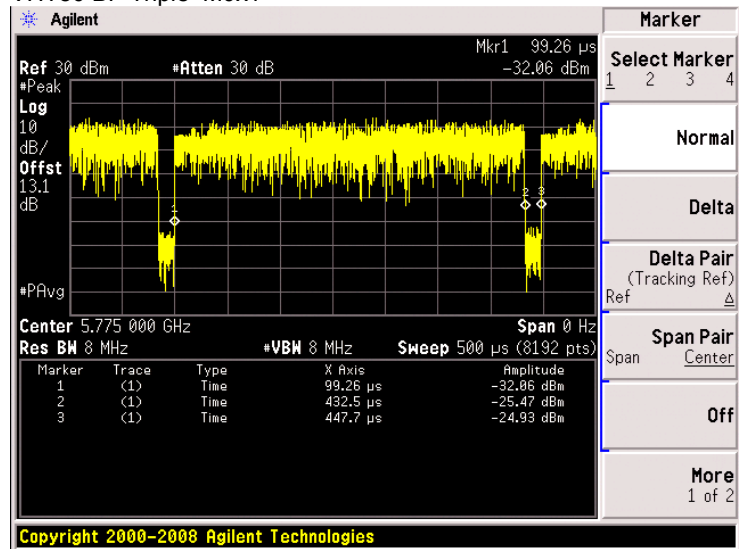 Agilent
Marker
Mkr1 99.26 µs
Ref 30 dBm #Atten 30 dB -32.06 dBm
#Peak
Log
10
dB/
Offst
13.1
dB
1
2
3
#PAvg
Center 5.775 000 GHz Span 0 Hz
Res BW 8 MHz #VBW 8 MHz Sweep 500 µs (8192 pts)
Marker Trace Type X Axis Amplitude
1 (1) Time 99.26 µs -32.06 dBm
2 (1) Time 432.5 µs -25.47 dBm
3 (1) Time 447.7 µs -24.93 dBm
Copyright 2000-2008 Agilent Technologies
Select Marker
1 2 3 4
Normal
Delta
Delta Pair
(Tracking Ref)
Ref Δ
Span Pair
Span Center
Off
More
1 of 2